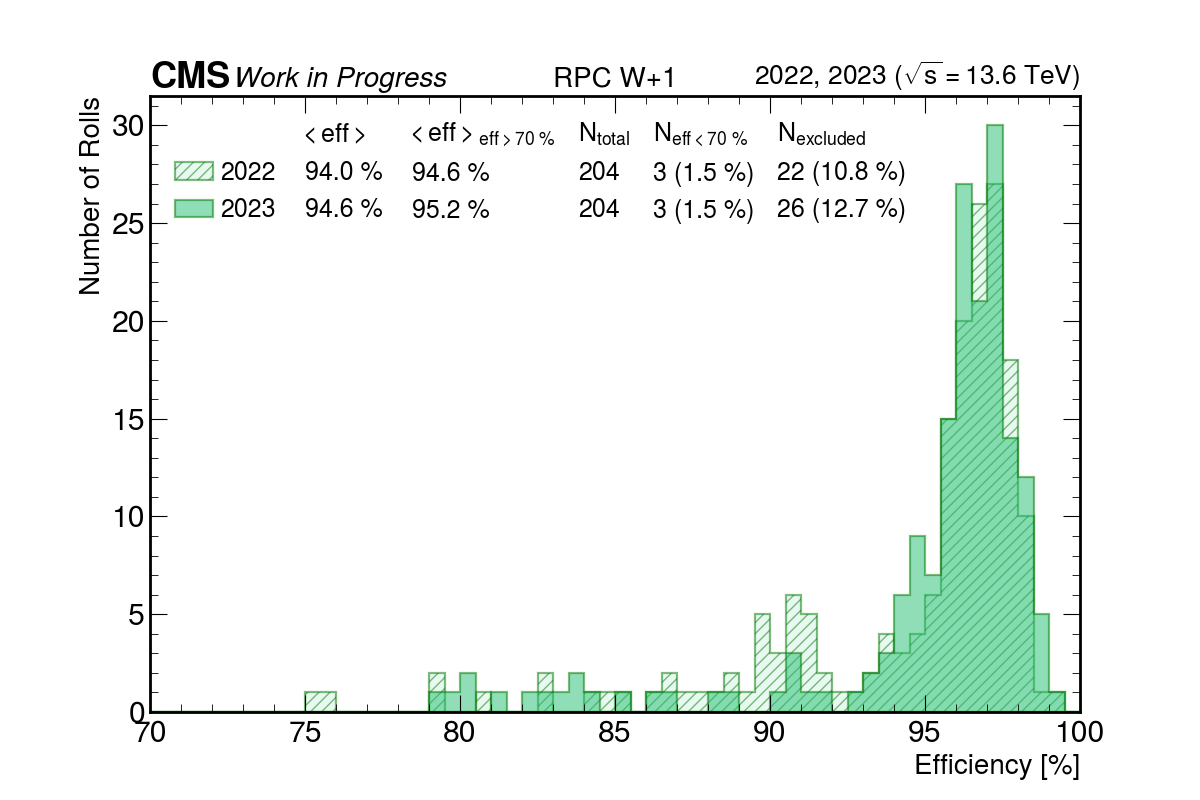 CMS Work in Progress RPC W+1 2022, 2023 (√s = 13.6 TeV)
Number of Rolls
< eff > < eff > eff > 70 % Ntotal Neff < 70 % Nexcluded
2022 94.0 % 94.6 % 204 3 (1.5 %) 22 (10.8 %)
2023 94.6 % 95.2 % 204 3 (1.5 %) 26 (12.7 %)
30
25
20
15
10
5
0
70 75 80 85 90 95 100
Efficiency [%]